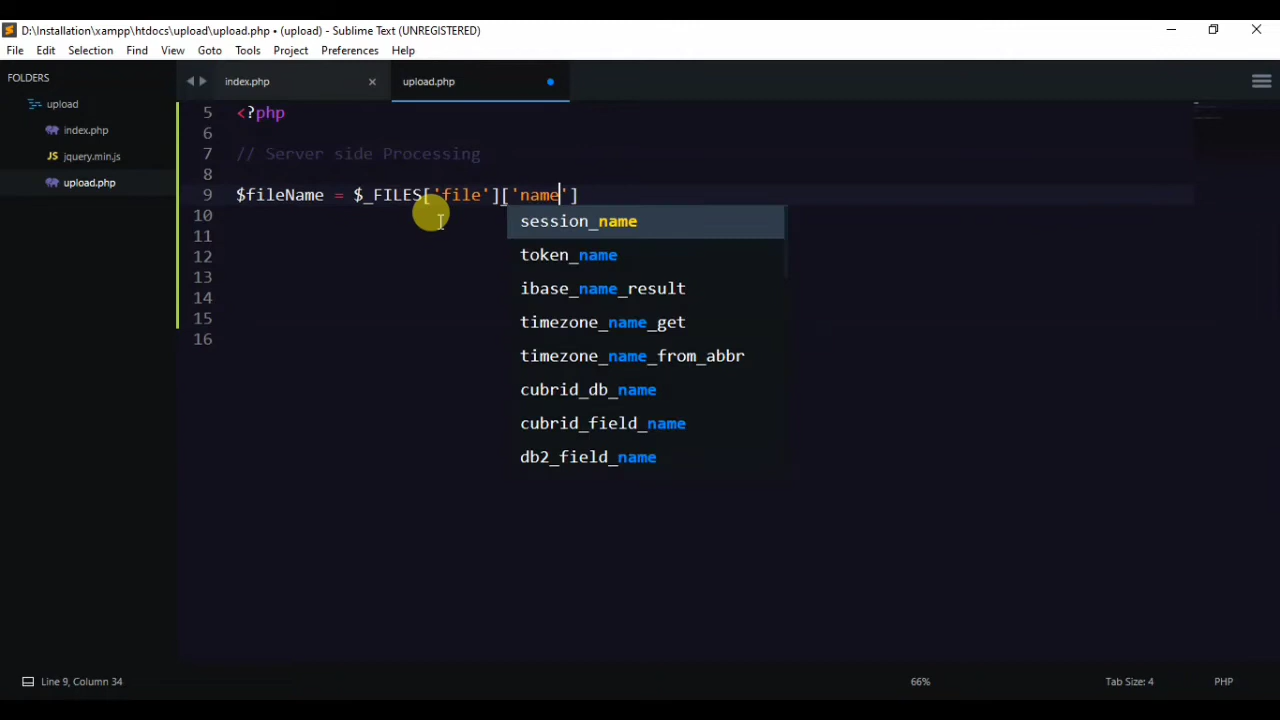 D:\Installation\xampp\htdocs\upload\upload.php • (upload) - Sublime Text (UNREGISTERED)
File Edit Selection Find View Goto Tools Project Preferences Help
FOLDERS
upload
index.php
JS jquery.min.js
upload.php
index.php × upload.php
5 <?php
6
7 // Server side Processing
8
9 $fileName = $_FILES['file']['name']
10
11
12
13
14
15
16
session_name
token_name
ibase_name_result
timezone_name_get
timezone_name_from_abbr
cubrid_db_name
cubrid_field_name
db2_field_name
Line 9, Column 34 66% Tab Size: 4 PHP